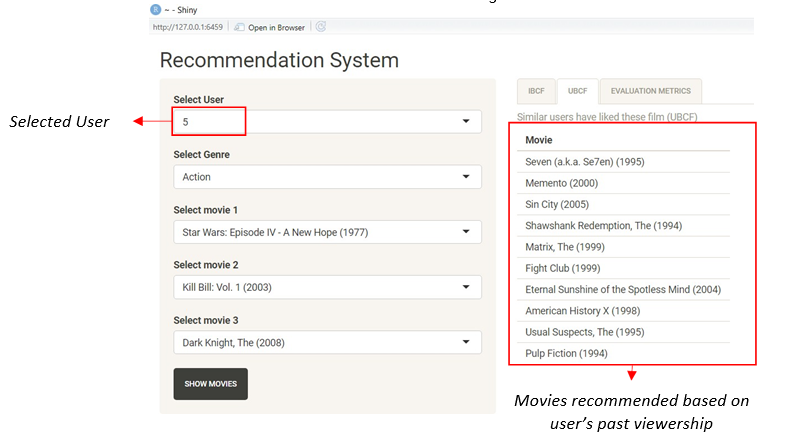 ~ - Shiny
http://127.0.0.1:6459 Open in Browser
Recommendation System
Selected User
Select User
5
Select Genre
Action
Select movie 1
Star Wars: Episode IV - A New Hope (1977)
Select movie 2
Kill Bill: Vol. 1 (2003)
Select movie 3
Dark Knight, The (2008)
SHOW MOVIES
IBCF UBCF EVALUATION METRICS
Similar users have liked these film (UBCF)
Movie
Seven (a.k.a. Se7en) (1995)
Memento (2000)
Sin City (2005)
Shawshank Redemption, The (1994)
Matrix, The (1999)
Fight Club (1999)
Eternal Sunshine of the Spotless Mind (2004)
American History X (1998)
Usual Suspects, The (1995)
Pulp Fiction (1994)
Movies recommended based on
user's past viewership